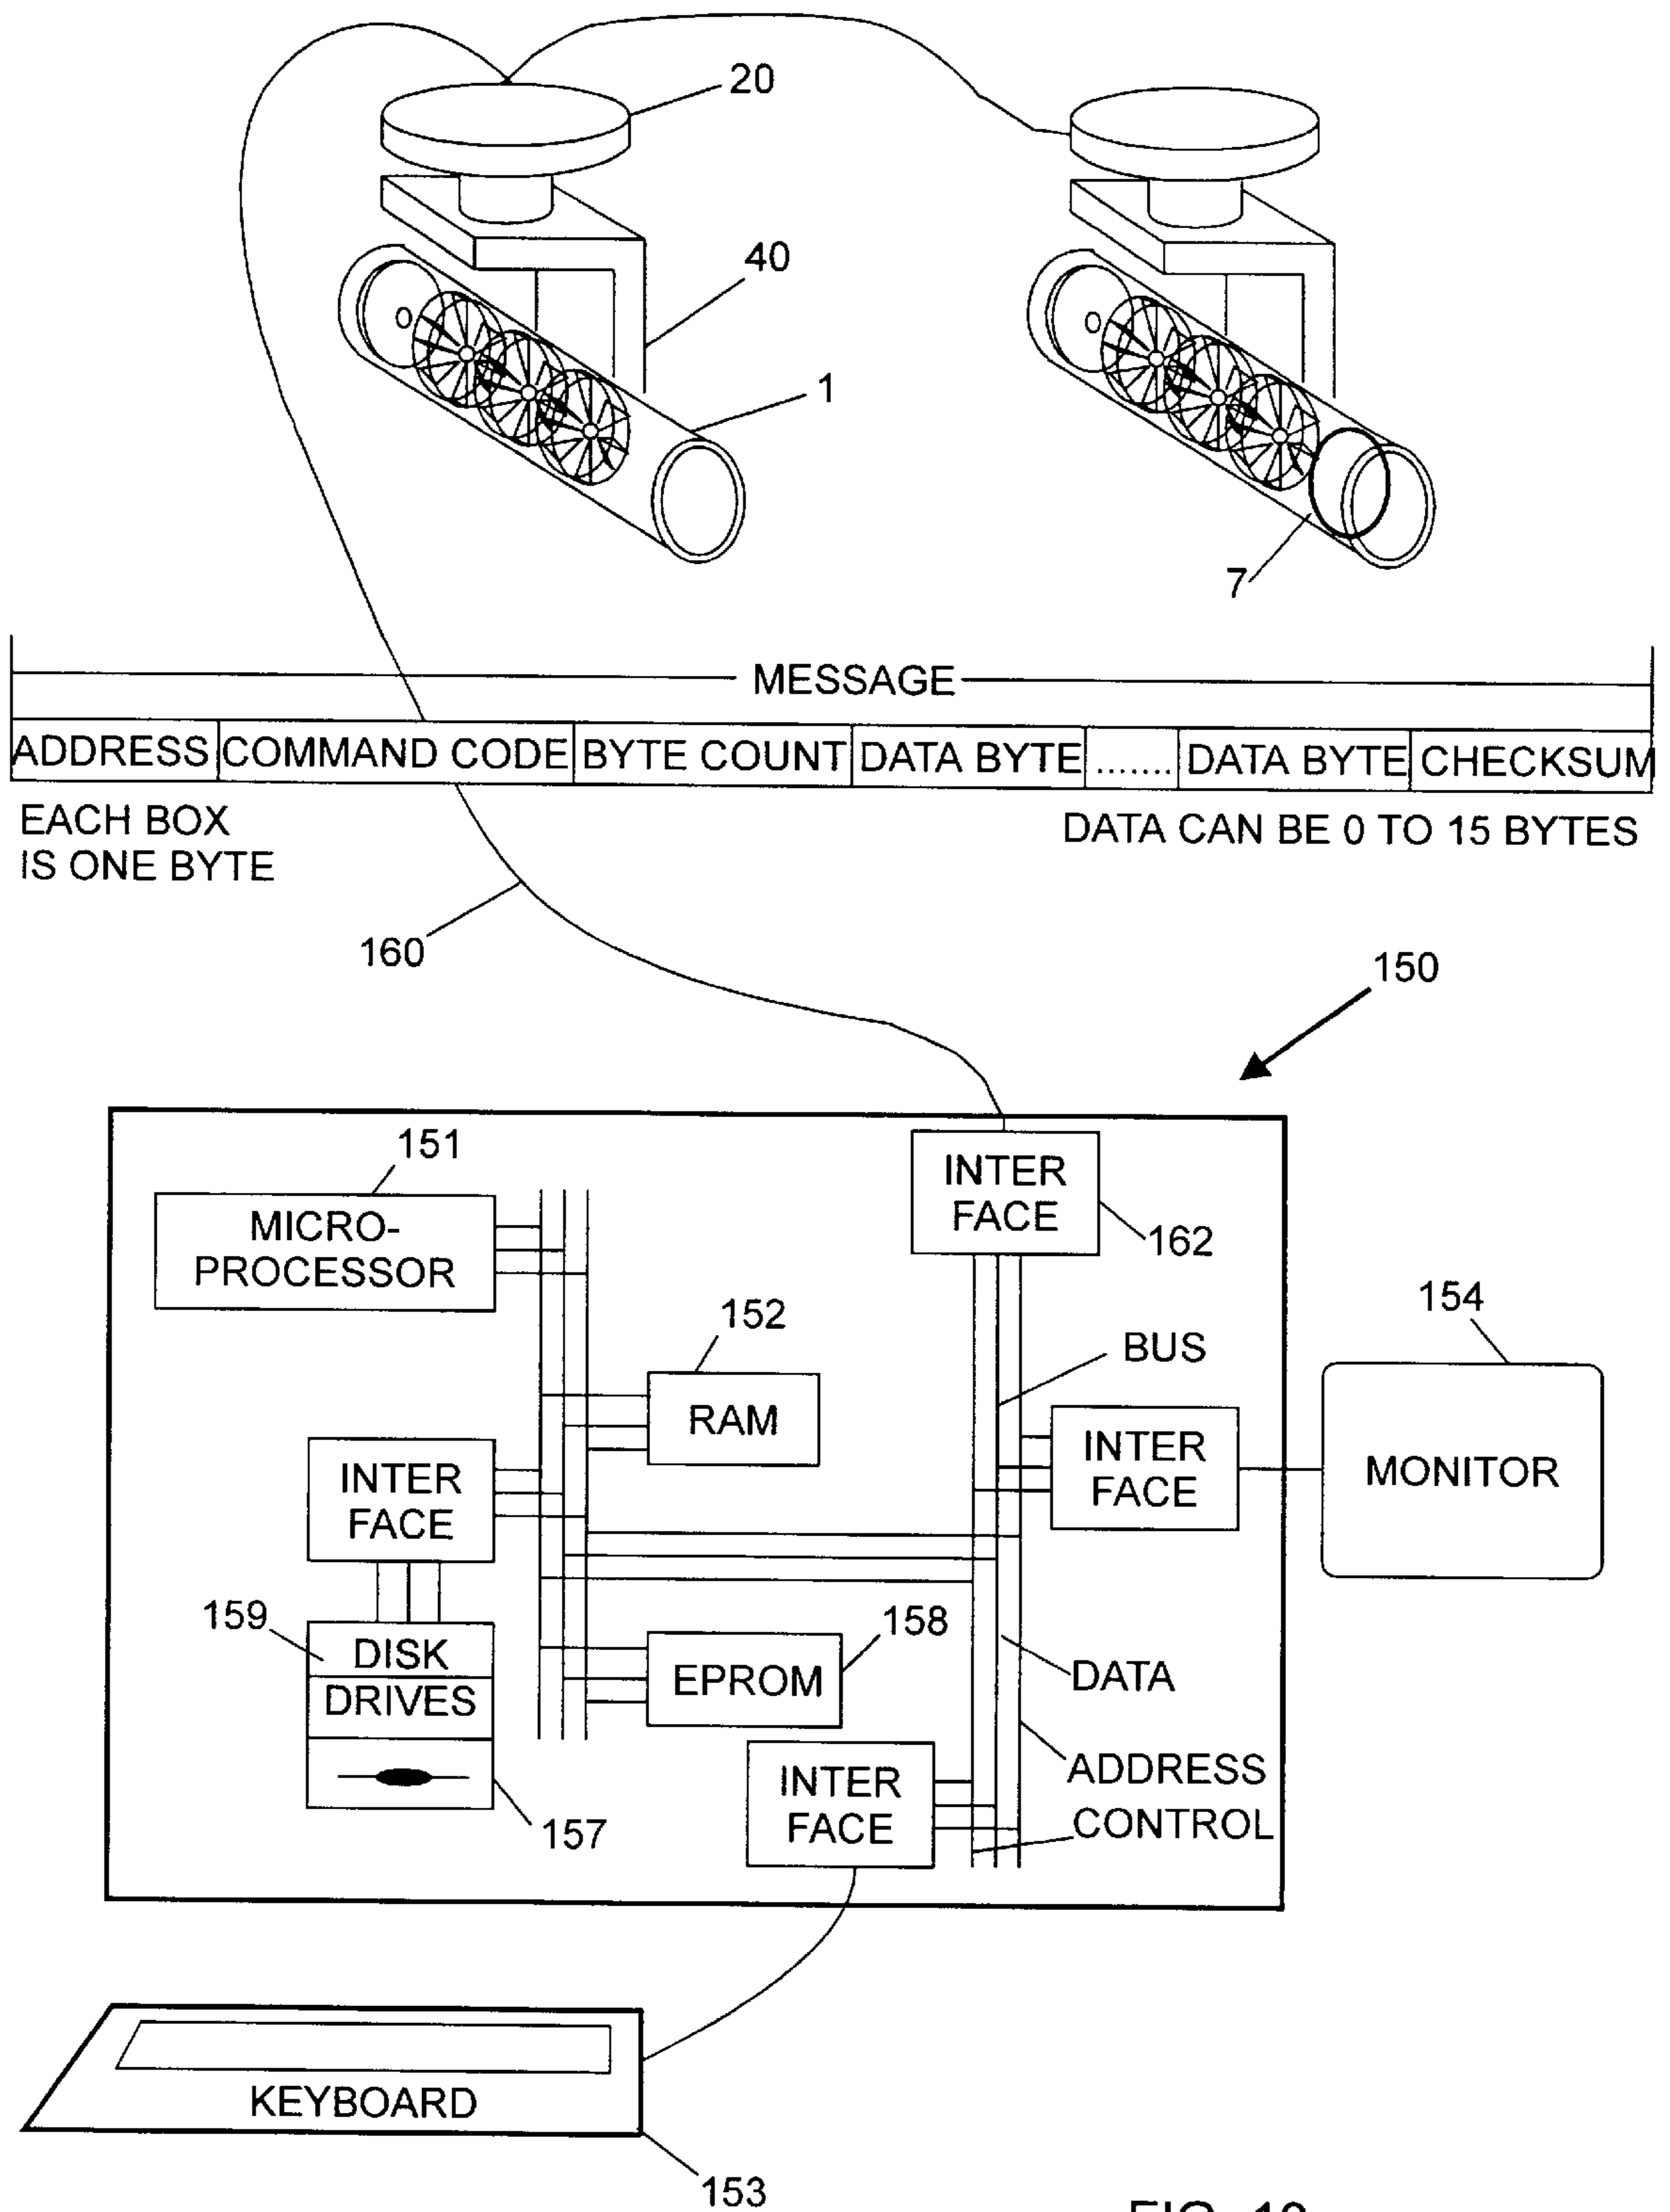 20
40
1
7
MESSAGE
ADDRESS COMMAND CODE BYTE COUNT DATA BYTE ....... DATA BYTE CHECKSUM
EACH BOX
IS ONE BYTE
DATA CAN BE 0 TO 15 BYTES
160
150
151
MICRO-
PROCESSOR
INTER
FACE
162
152
RAM
BUS
154
INTER
FACE
INTER
FACE
MONITOR
159
DISK
DRIVES
158
EPROM
DATA
157
INTER
FACE
ADDRESS
CONTROL
KEYBOARD
153